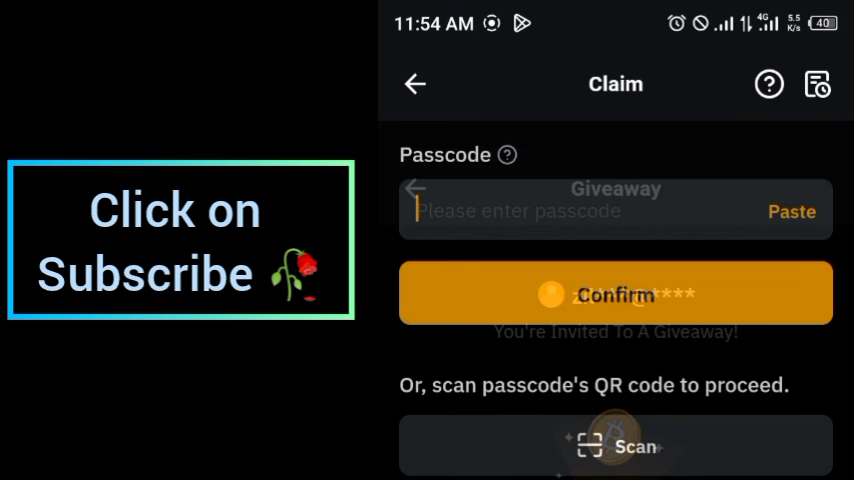 Click on
Subscribe
11:54 AM
4G
5.5
K/s
40
Claim
Passcode
Giveaway
Please enter passcode
Paste
Confirm
You're Invited To A Giveaway!
Or, scan passcode's QR code to proceed.
Scan